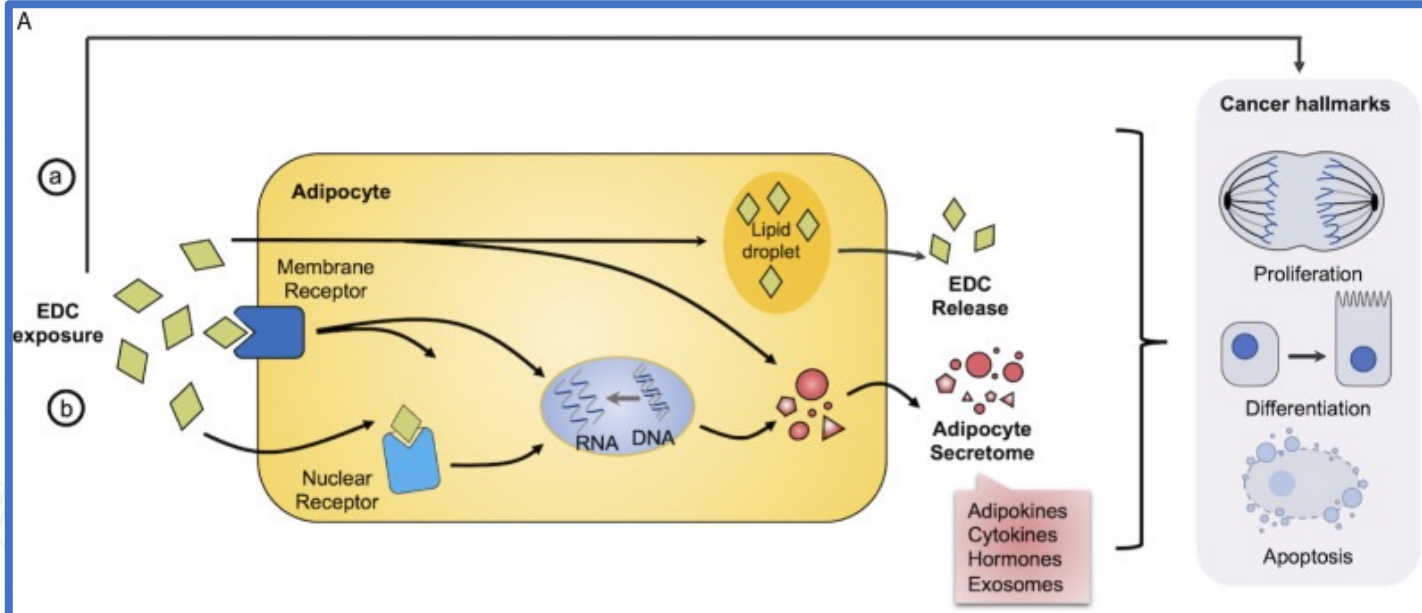 A
Cancer hallmarks
a
Adipocyte
Lipid
droplet
Membrane
Receptor
EDC
Release
Proliferation
EDC
exposure
b
RNA
DNA
Differentiation
Nuclear
Receptor
Adipocyte
Secretome
Adipokines
Cytokines
Hormones
Exosomes
Apoptosis